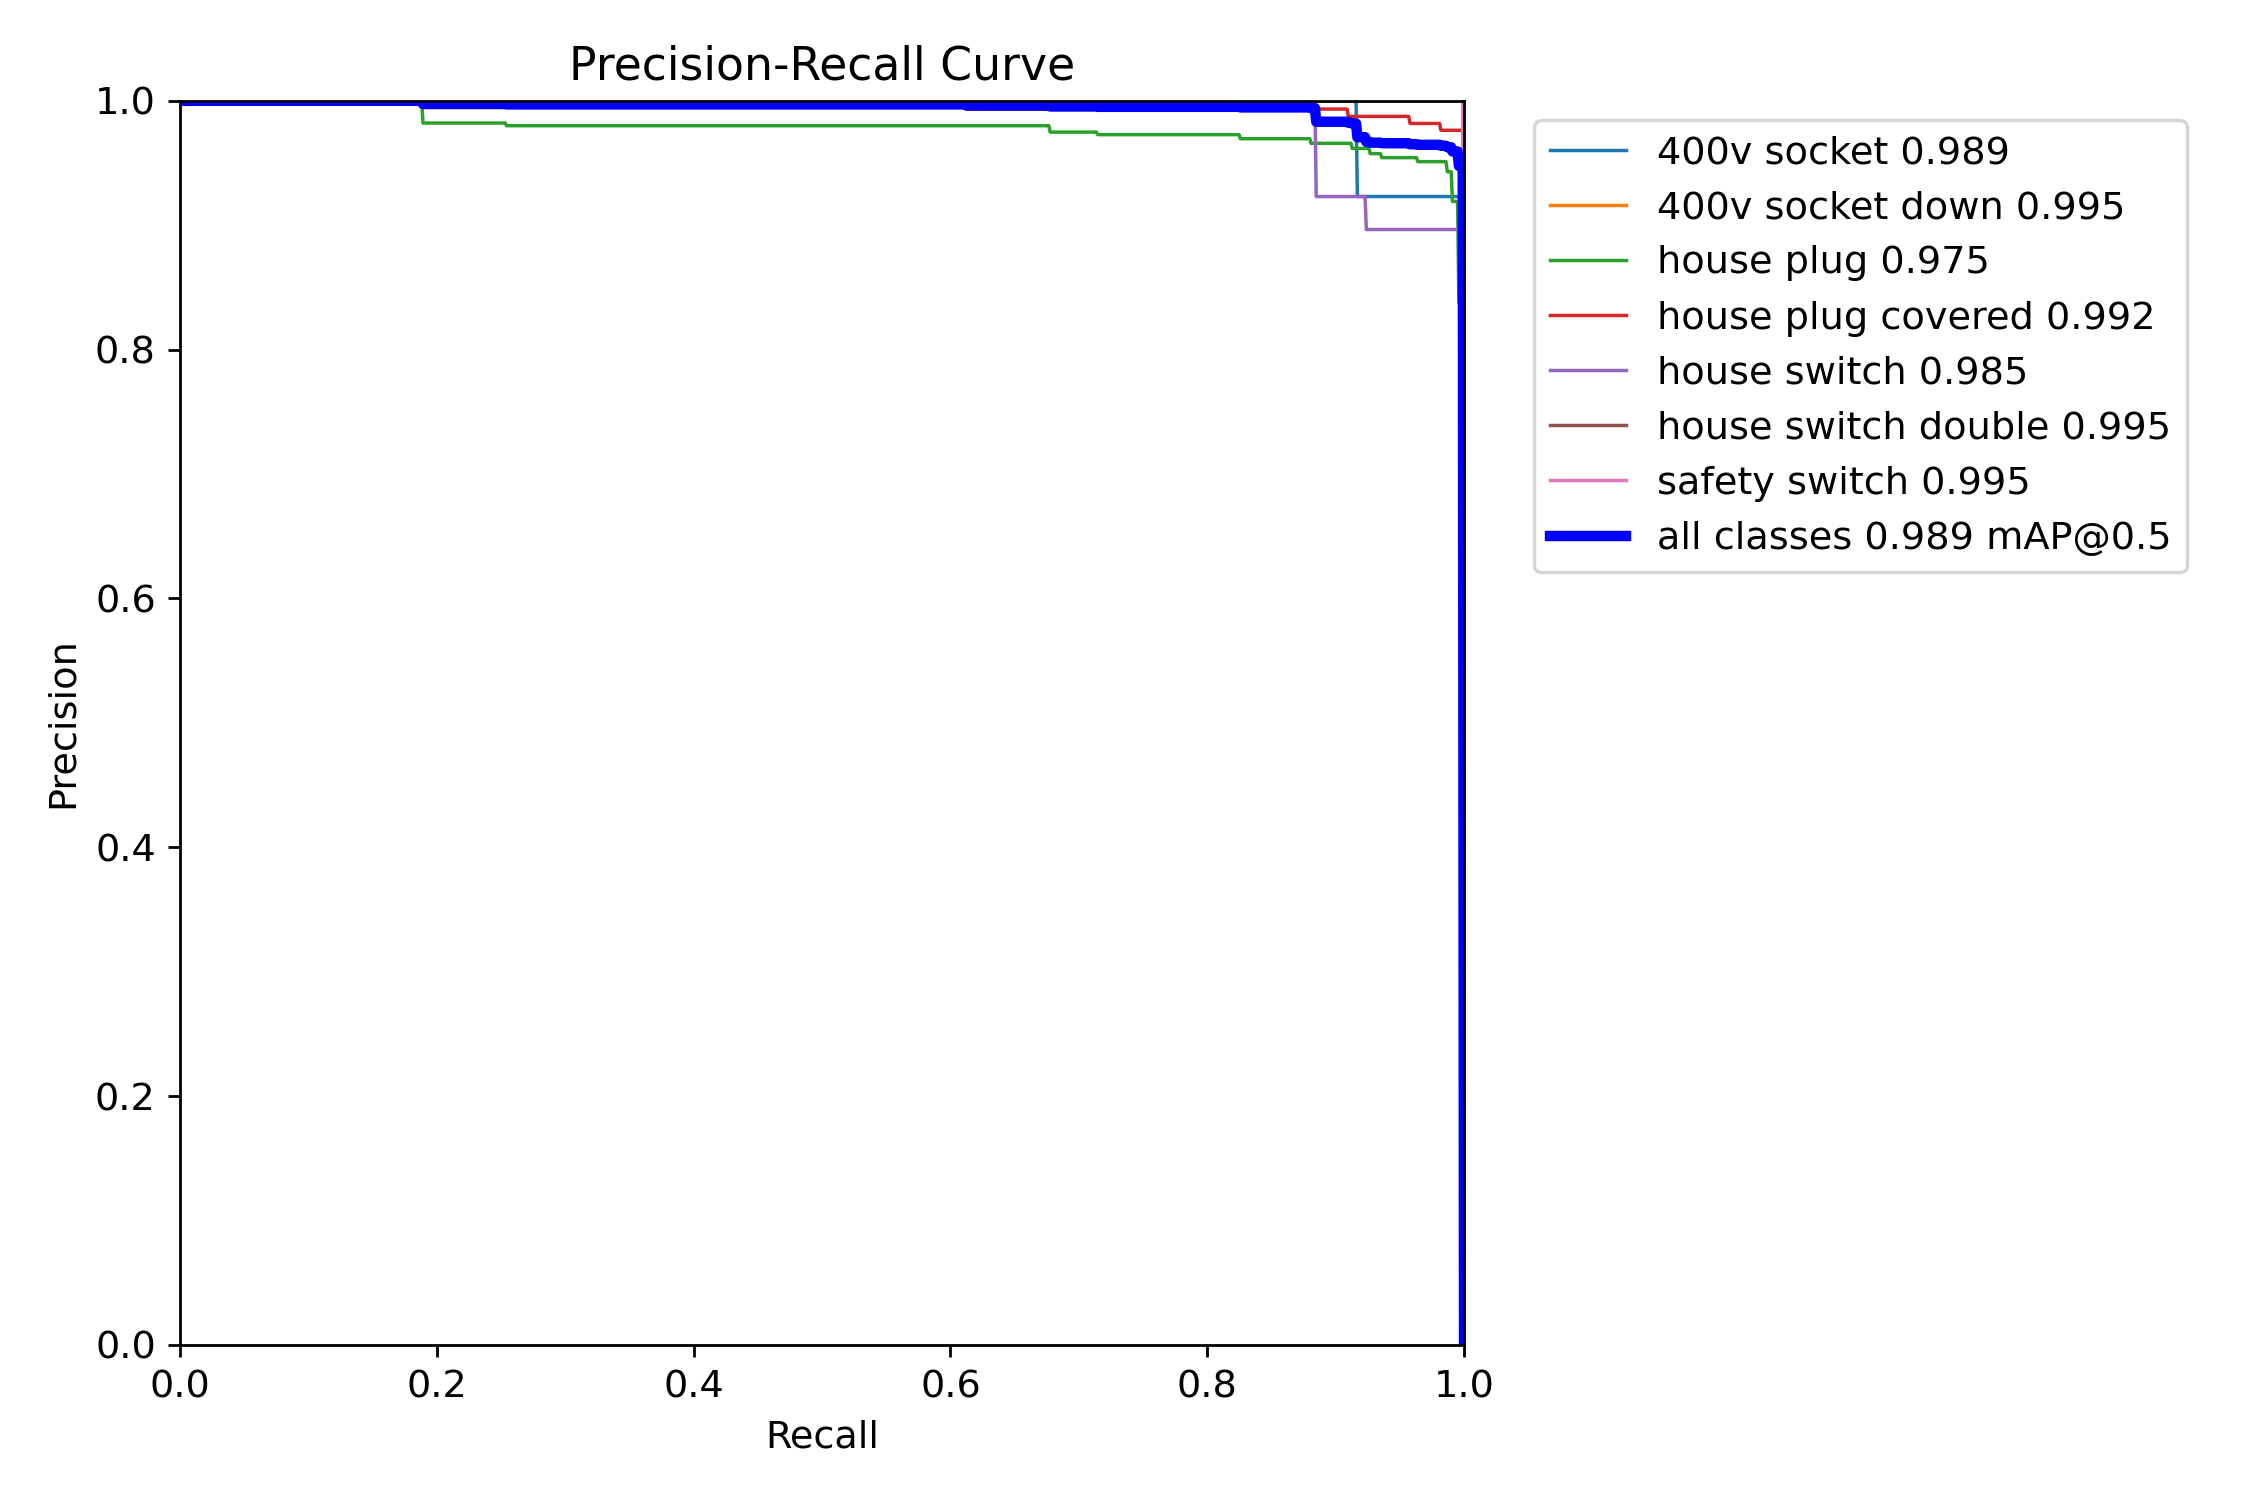 Precision-Recall Curve
1.0
0.8
0.6
0.4
0.2
0.0
Precision
0.0 0.2 0.4 0.6 0.8 1.0
Recall
400v socket 0.989
400v socket down 0.995
house plug 0.975
house plug covered 0.992
house switch 0.985
house switch double 0.995
safety switch 0.995
all classes 0.989 mAP@0.5